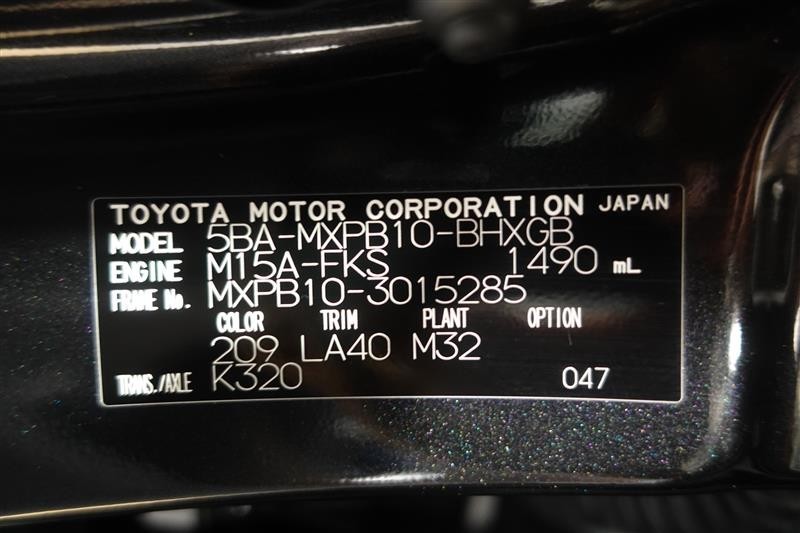 TOYOTA MOTOR CORPORATION JAPAN
MODEL 5BA-MXPB10-BHXGB
ENGINE M15A-FKS 1490 mL
FRAME No. MXPB10-3015285
COLOR TRIM PLANT OPTION
209 LA40 M32
TRANS./AXLE K320 047